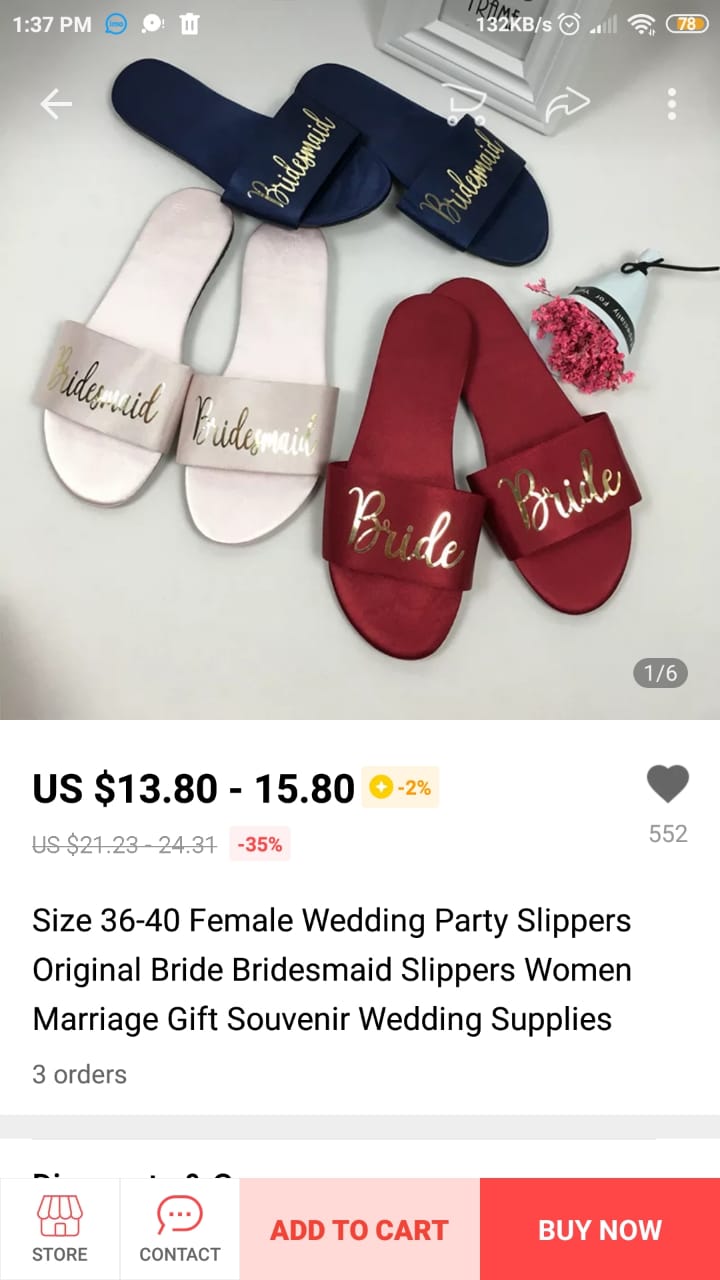 1:37 PM
132KB/s
78
FRAME
Bridesmaid
Bridesmaid
Bridesmaid
Bridesmaid
Bride
Bride
1/6
US $13.80 - 15.80
-2%
US $21.23 - 24.31
-35%
552
Size 36-40 Female Wedding Party Slippers
Original Bride Bridesmaid Slippers Women
Marriage Gift Souvenir Wedding Supplies
3 orders
STORE
CONTACT
ADD TO CART
BUY NOW